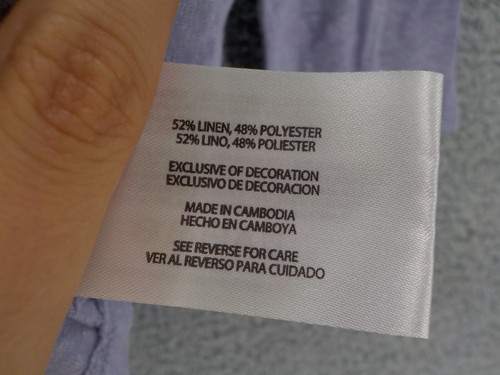 52% LINEN, 48% POLYESTER
52% LINO, 48% POLIESTER
EXCLUSIVE OF DECORATION
EXCLUSIVO DE DECORACION
MADE IN CAMBODIA
HECHO EN CAMBOYA
SEE REVERSE FOR CARE
VER AL REVERSO PARA CUIDADO